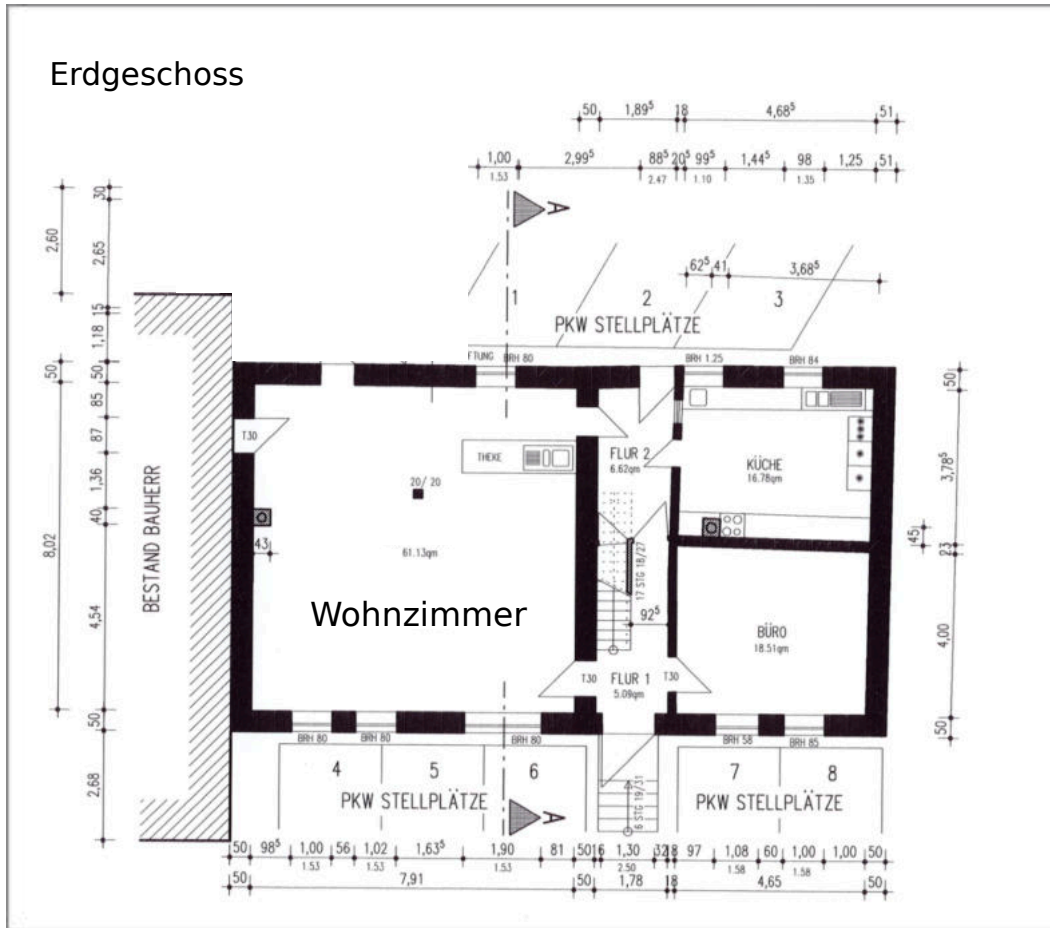 Erdgeschoss
50 1,89⁵ 18 4,68⁵ 51
1,00 2,99⁵ 88⁵ 20⁵ 99⁵ 1,44⁵ 98 1,25 51
1.53 2.47 1.10 1.35
A
30
2,60
2,65
15
1,18
62⁵ 41 3,68⁵
1 2 3
PKW STELLPLÄTZE
FTUNG BRH 80 BRH 1.25 BRH 84
50 50 50
85
87
T30
1,36
40
8,02
4,54
BESTAND BAUHERR
THEKE
20/ 20
43
61.13qm
Wohnzimmer
FLUR 2
6.62qm
KÜCHE
16.78qm
3,78⁵
45
23
17 STG 18/27
92⁵
BÜRO
18.51qm
4,00
T30 FLUR 1 T30
5.09qm
50 50
BRH 80 BRH 80 BRH 80 BRH 58 BRH 85
2,68
4 5 6 7 8
PKW STELLPLÄTZE PKW STELLPLÄTZE
6 STG 19/31
A
50 98⁵ 1,00 56 1,02 1,63⁵ 1,90 81 50 16 1,30 32 18 97 1,08 60 1,00 1,00 50
1.53 1.53 1.53 2.50 1.58 1.58
50 7,91 50 1,78 18 4,65 50